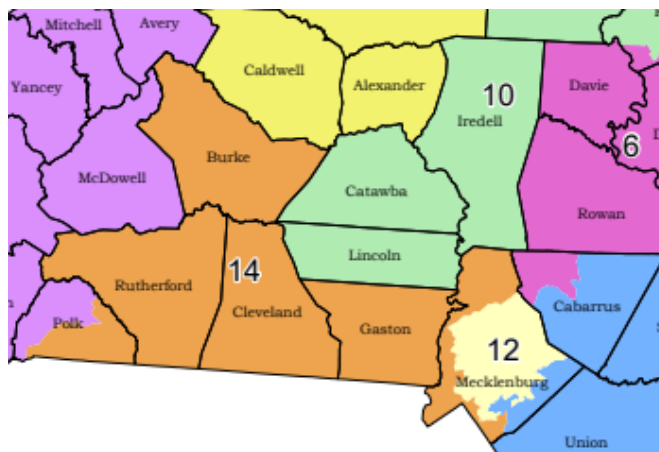 Mitchell
Avery
Yancey
Caldwell
Alexander
10
Iredell
Davie
6
Burke
McDowell
Catawba
Rowan
Lincoln
14
Rutherford
Cleveland
Polk
Gaston
Cabarrus
12
Mecklenburg
Union